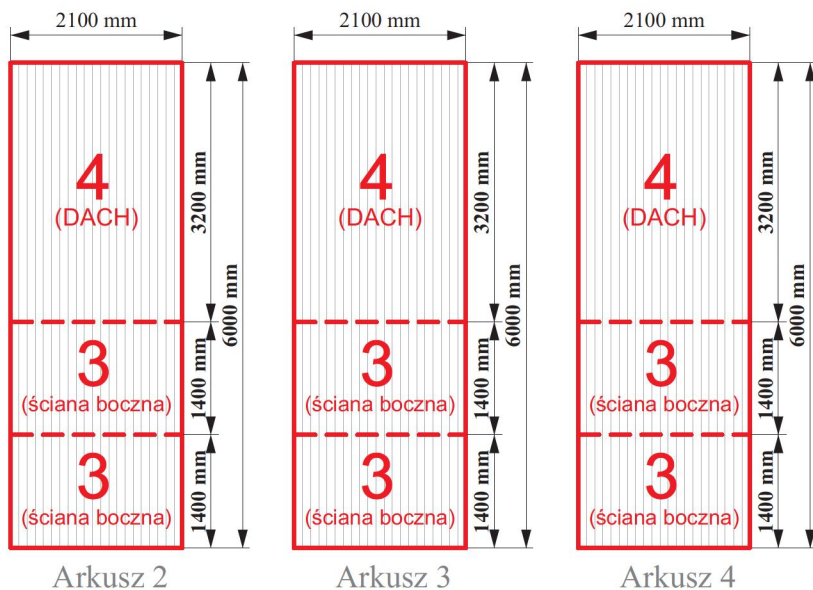 2100 mm
4
(DACH)
3200 mm
6000 mm
3
(ściana boczna)
1400 mm
3
(ściana boczna)
1400 mm
Arkusz 2
2100 mm
4
(DACH)
3200 mm
6000 mm
3
(ściana boczna)
1400 mm
3
(ściana boczna)
1400 mm
Arkusz 3
2100 mm
4
(DACH)
3200 mm
6000 mm
3
(ściana boczna)
1400 mm
3
(ściana boczna)
1400 mm
Arkusz 4